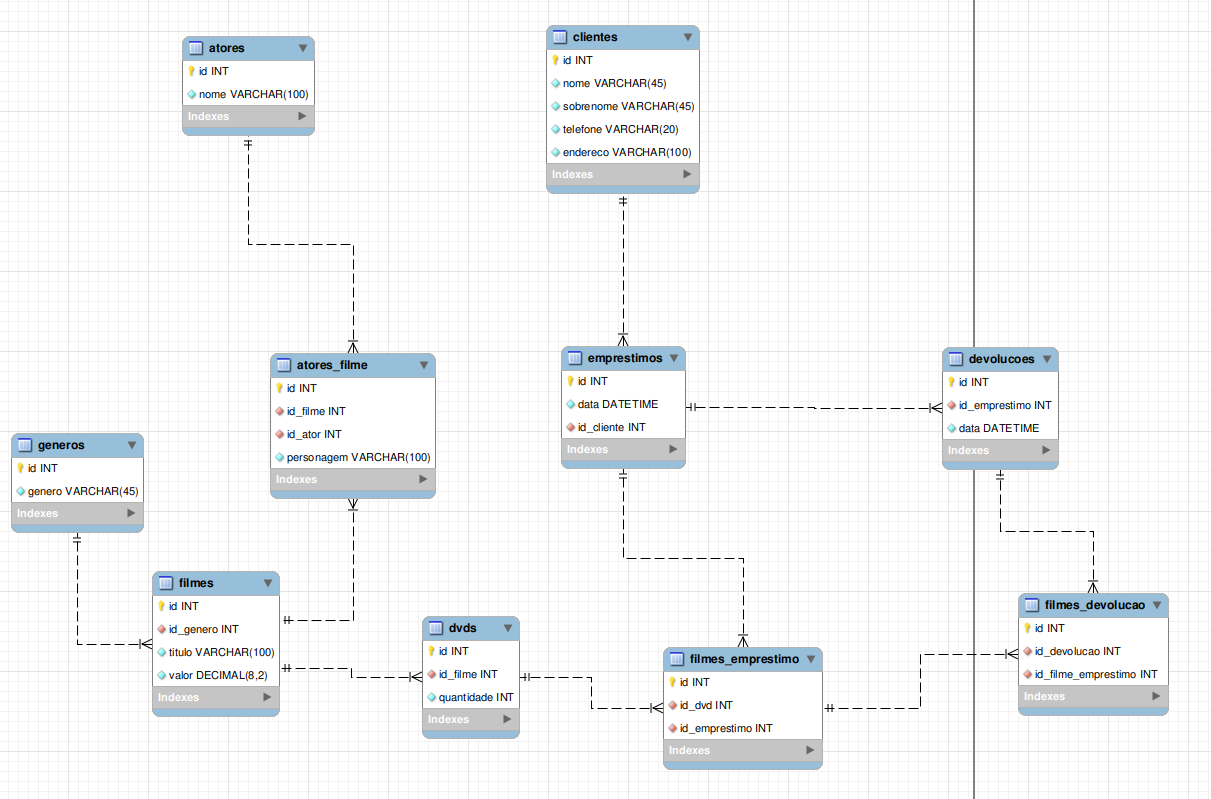 atores
id INT
nome VARCHAR(100)
Indexes
clientes
id INT
nome VARCHAR(45)
sobrenome VARCHAR(45)
telefone VARCHAR(20)
endereco VARCHAR(100)
Indexes
atores_filme
id INT
id_filme INT
id_ator INT
personagem VARCHAR(100)
Indexes
emprestimos
id INT
data DATETIME
id_cliente INT
Indexes
devolucoes
id INT
id_emprestimo INT
data DATETIME
Indexes
generos
id INT
genero VARCHAR(45)
Indexes
filmes
id INT
id_genero INT
titulo VARCHAR(100)
valor DECIMAL(8,2)
Indexes
dvds
id INT
id_filme INT
quantidade INT
Indexes
filmes_emprestimo
id INT
id_dvd INT
id_emprestimo INT
Indexes
filmes_devolucao
id INT
id_devolucao INT
id_filme_emprestimo INT
Indexes